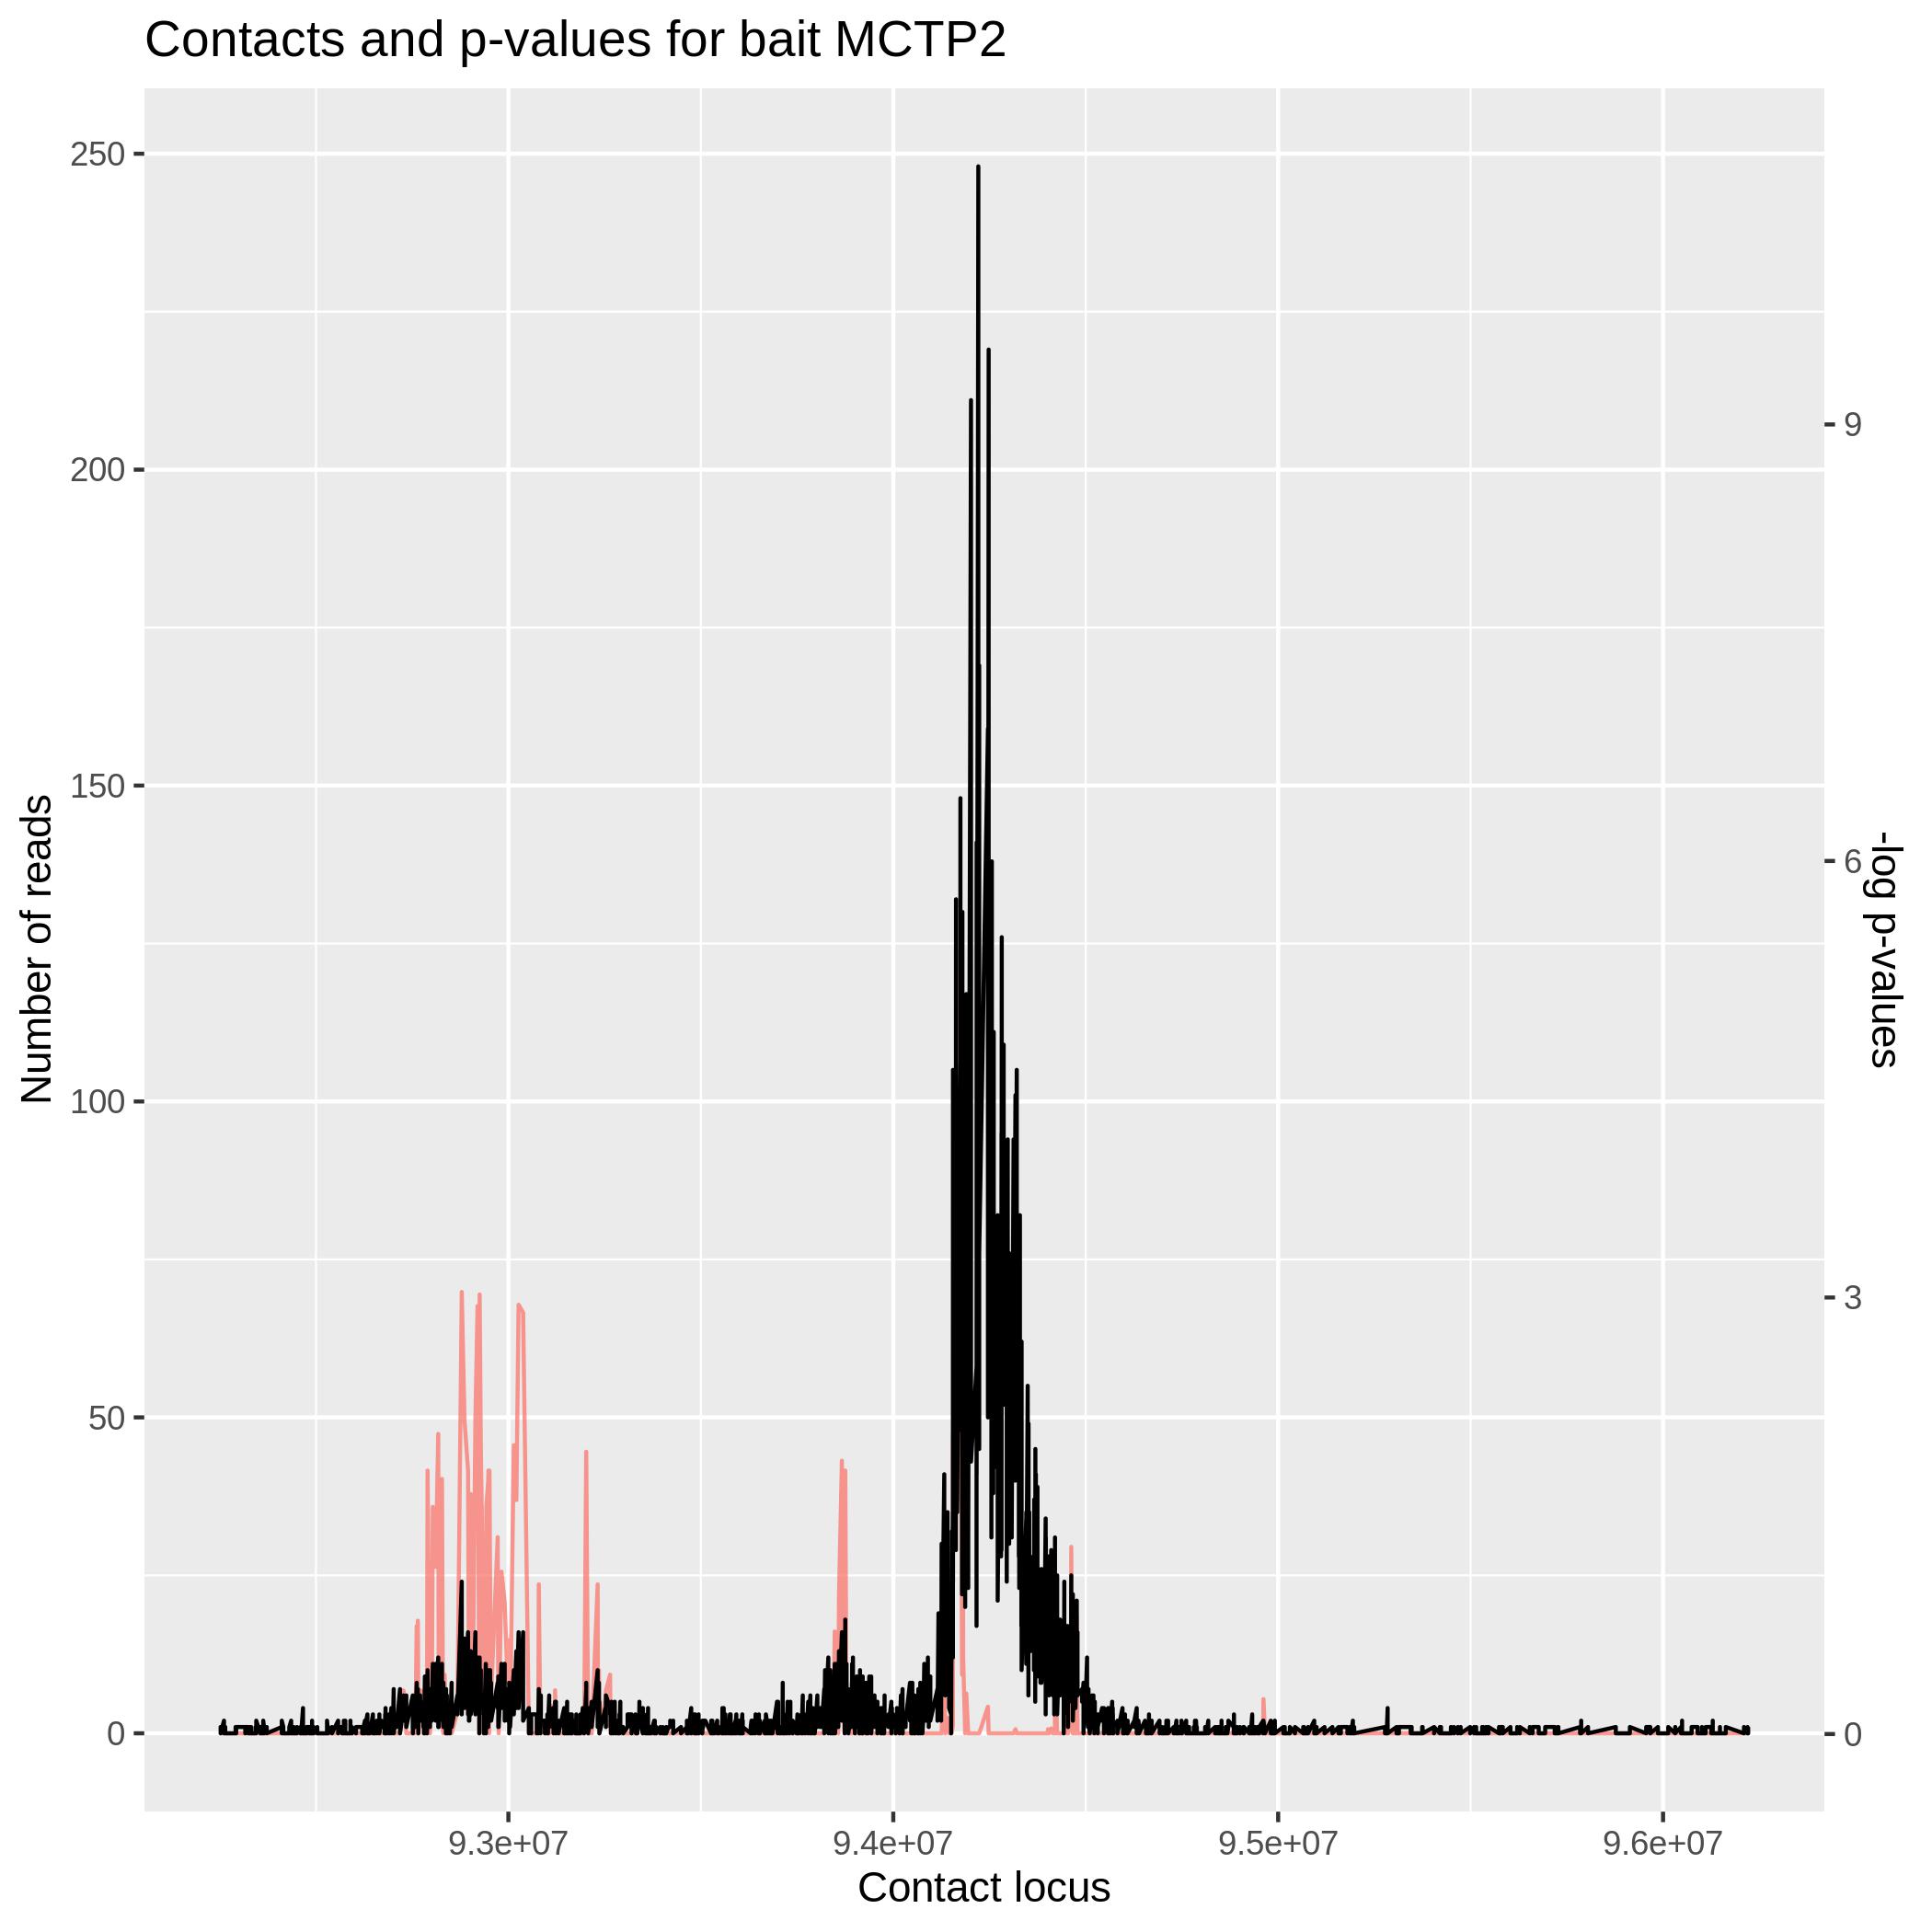 Contacts and p-values for bait MCTP2
250
200
150
100
50
0
Number of reads
9
6
3
0
-log p-values
9.3e+07
9.4e+07
9.5e+07
9.6e+07
Contact locus